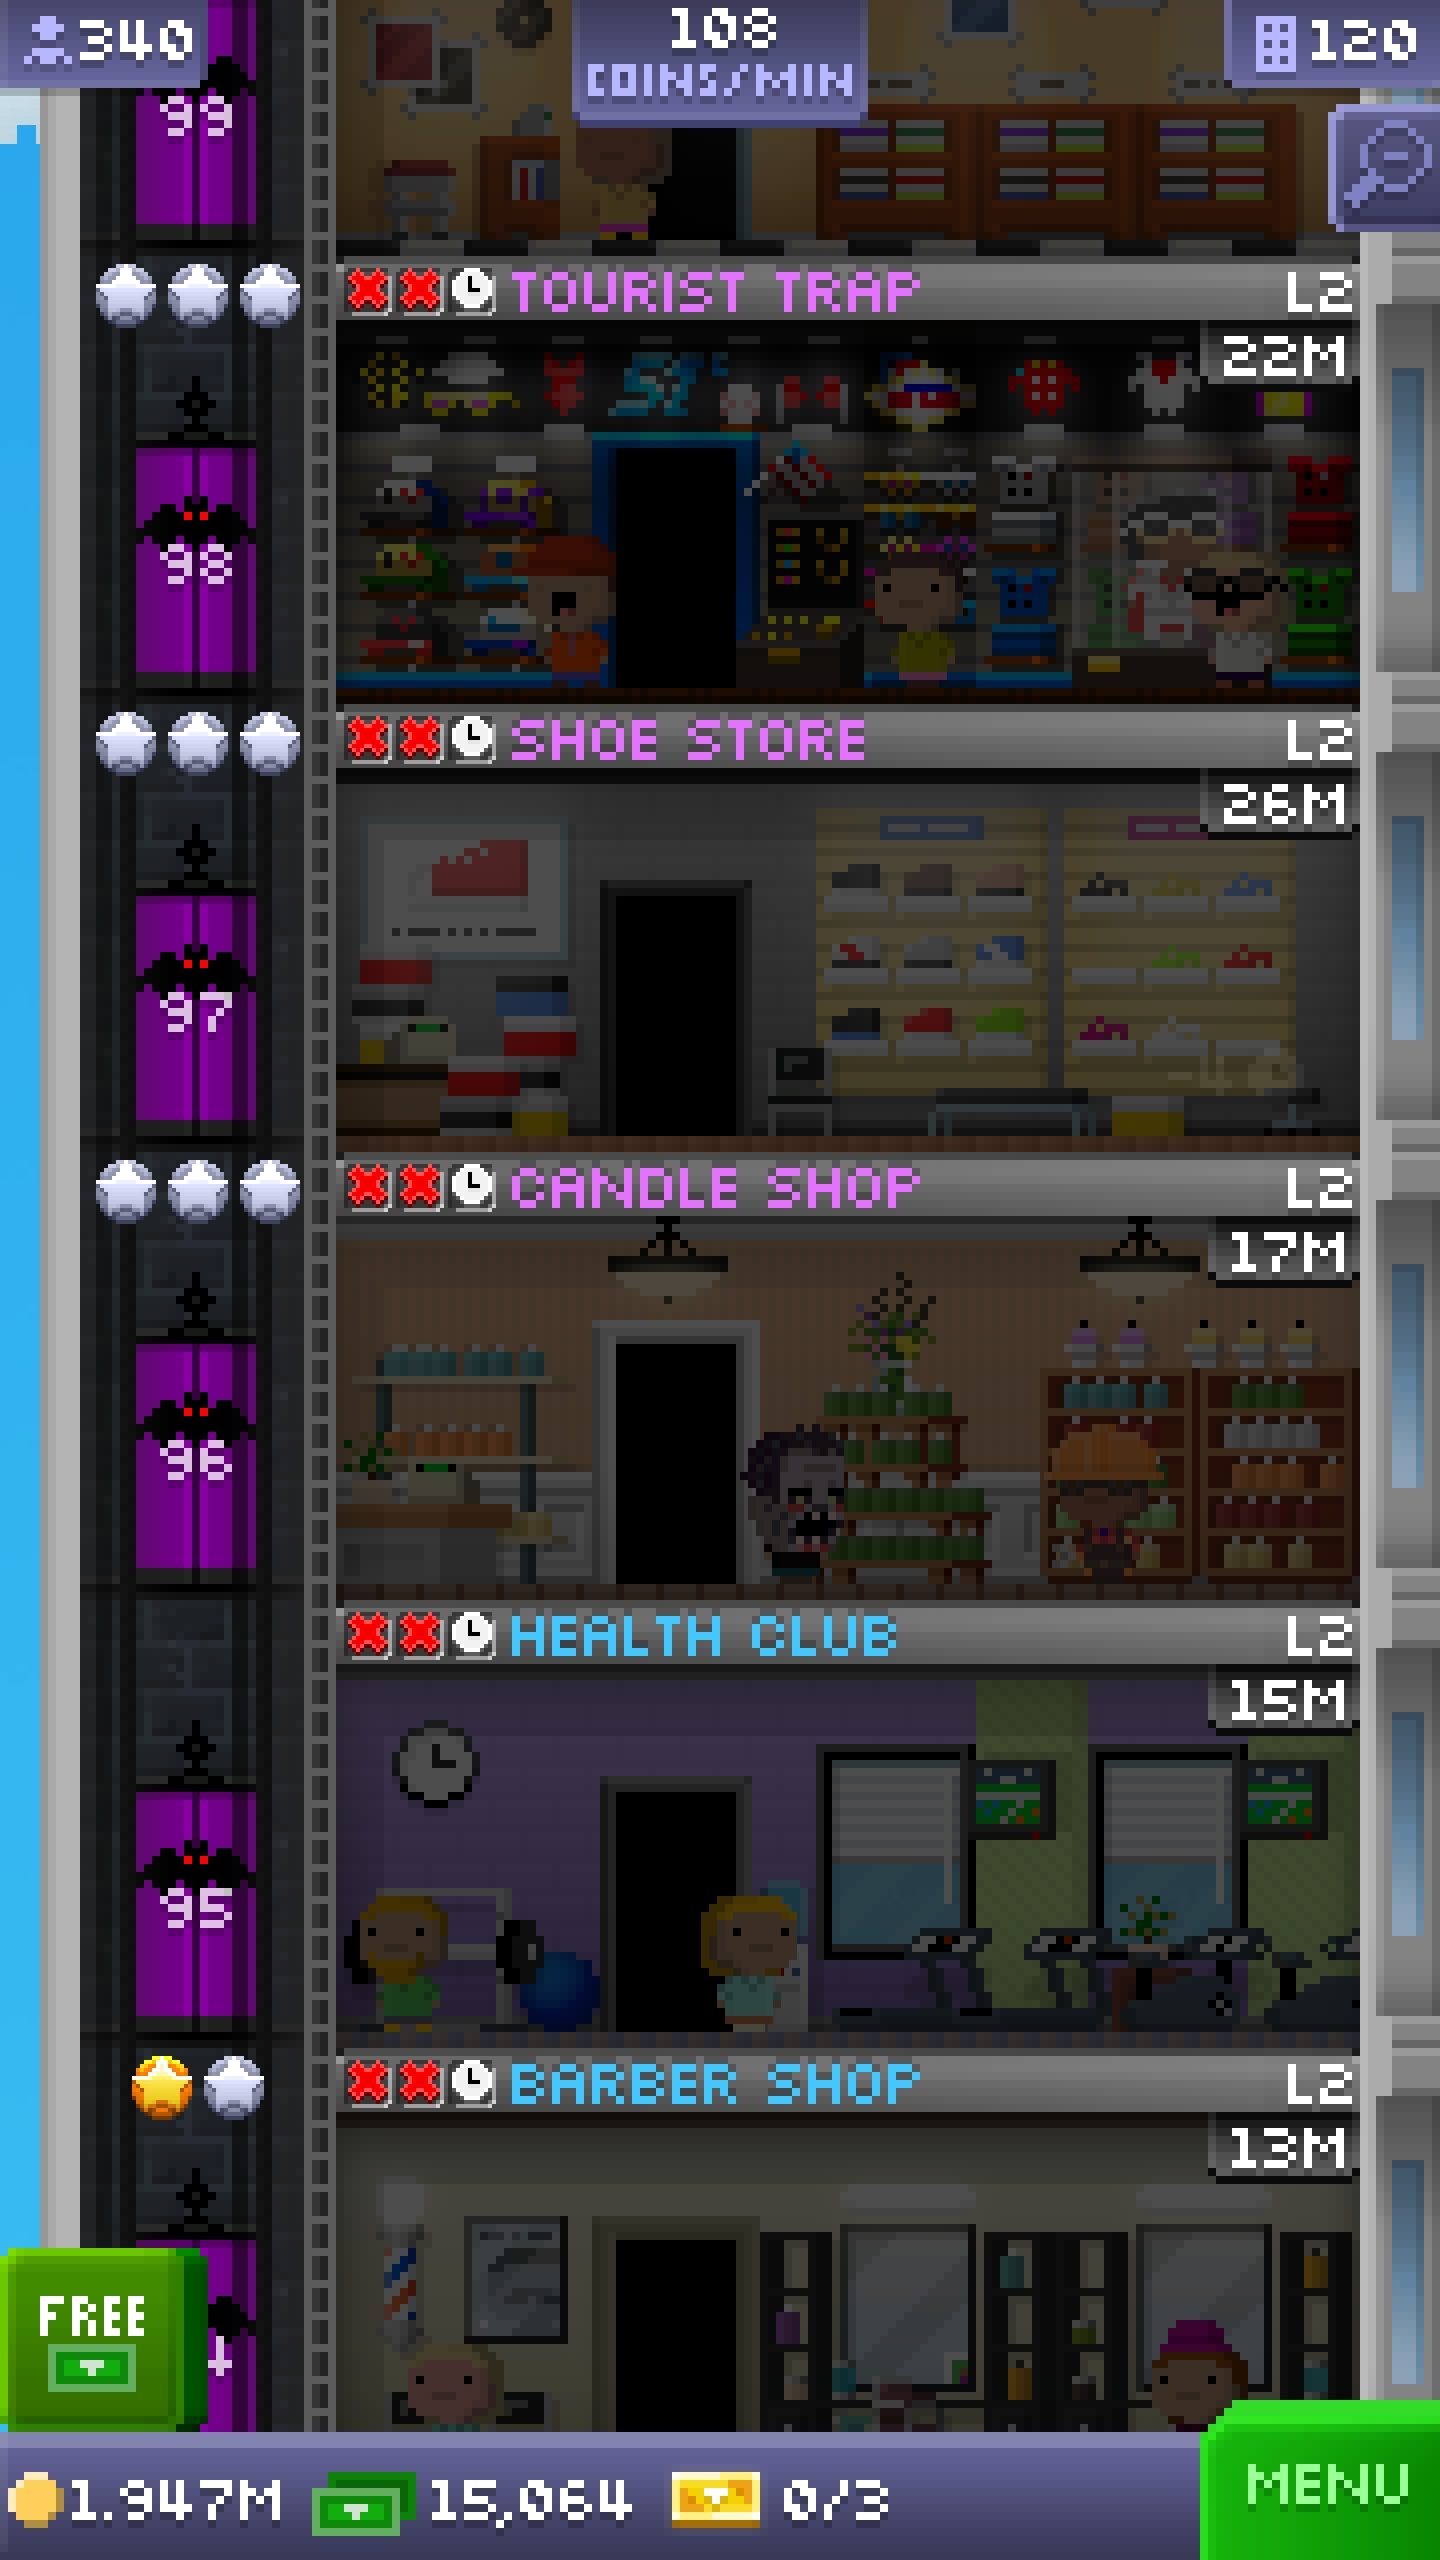 340
108
COINS/MIN
120
99
TOURIST TRAP L2
22M
98
SHOE STORE L2
26M
97
CANDLE SHOP L2
17M
96
HEALTH CLUB L2
15M
95
BARBER SHOP L2
13M
FREE
1.947M 15,064 0/3
MENU